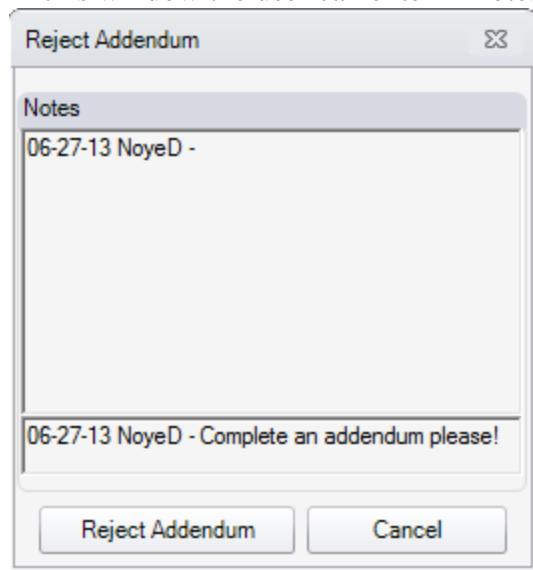 Reject Addendum
Notes
06-27-13 NoyeD -
06-27-13 NoyeD - Complete an addendum please!
Reject Addendum
Cancel